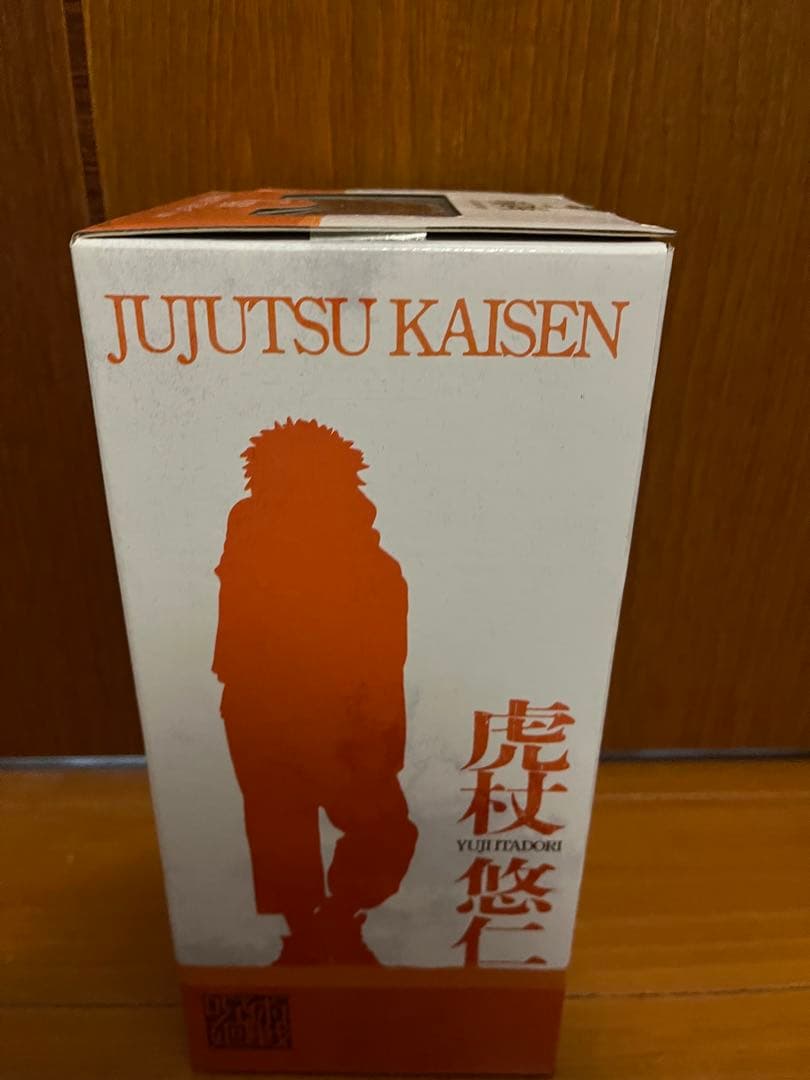 JUJUTSU KAISEN
虎杖
YUJI ITADORI
悠仁